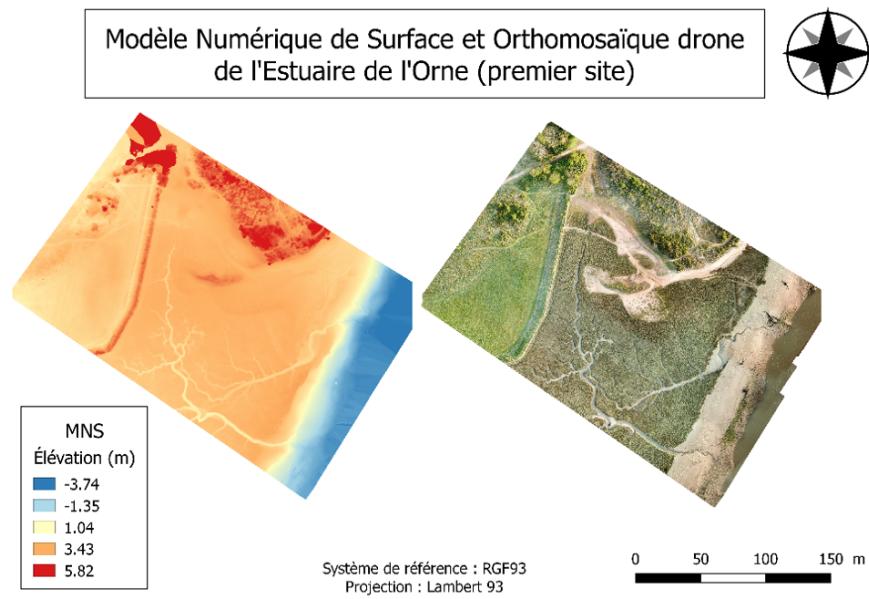 Modèle Numérique de Surface et Orthomosaïque drone
de l'Estuaire de l'Orne (premier site)
MNS
Élévation (m)
-3.74
-1.35
1.04
3.43
5.82
Système de référence : RGF93
Projection : Lambert 93
0 50 100 150 m